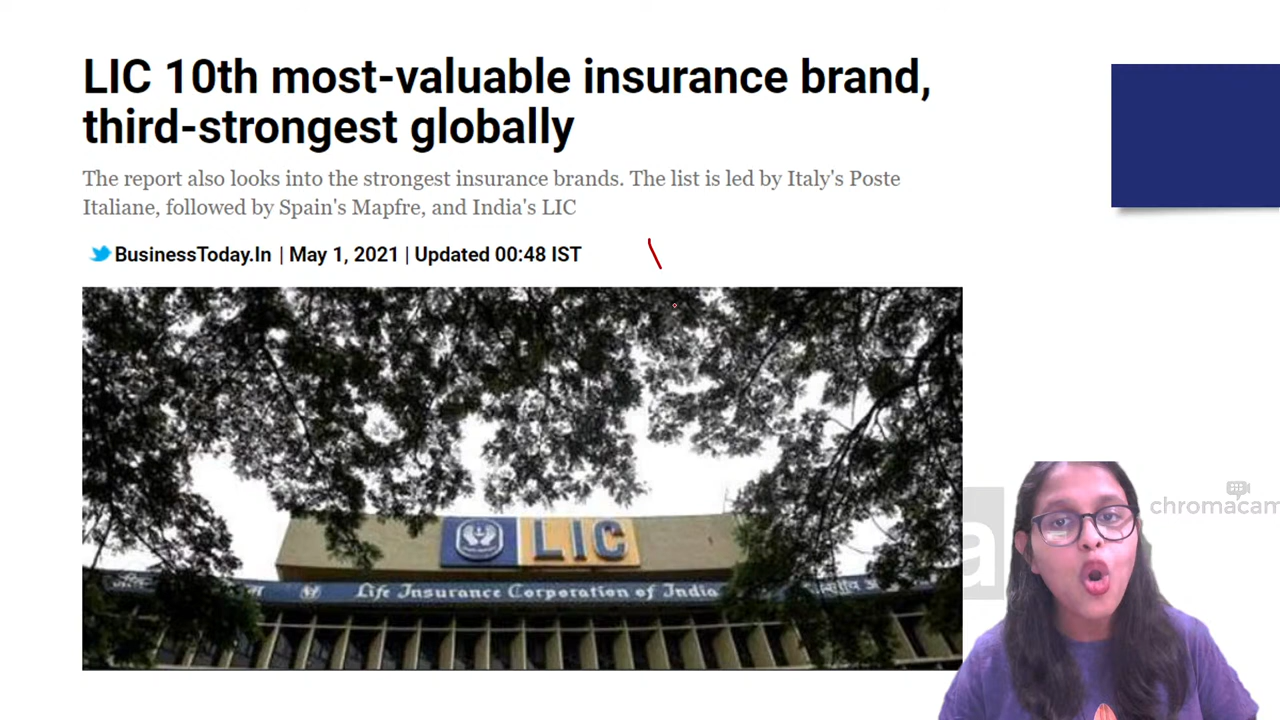 LIC 10th most-valuable insurance brand,
third-strongest globally
The report also looks into the strongest insurance brands. The list is led by Italy's Poste
Italiane, followed by Spain's Mapfre, and India's LIC
BusinessToday.In | May 1, 2021 | Updated 00:48 IST
LIC
Life Insurance Corporation of India
chromacam
a